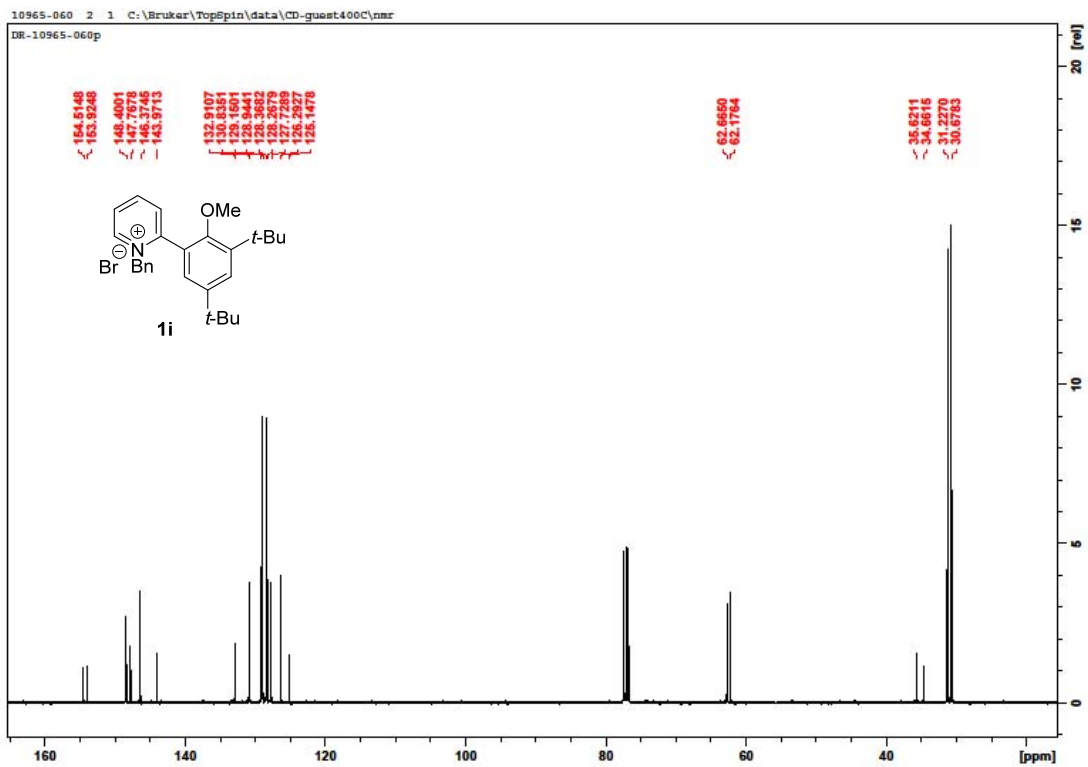 10965-060 2 1 C:\Bruker\TopSpin\data\CD-guest400C\nmr
DR-10965-060p
154.5148
153.9248
148.4001
147.7678
146.3745
143.9713
132.9107
130.8351
129.1501
128.9441
128.3682
128.2679
127.7289
126.2927
125.1478
62.6650
62.1764
35.6211
34.6615
31.2270
30.6783
OMe
t-Bu
N
⊕
Br⊖
Bn
t-Bu
1i
20 [rel]
15
10
5
0
160 140 120 100 80 60 40 [ppm]